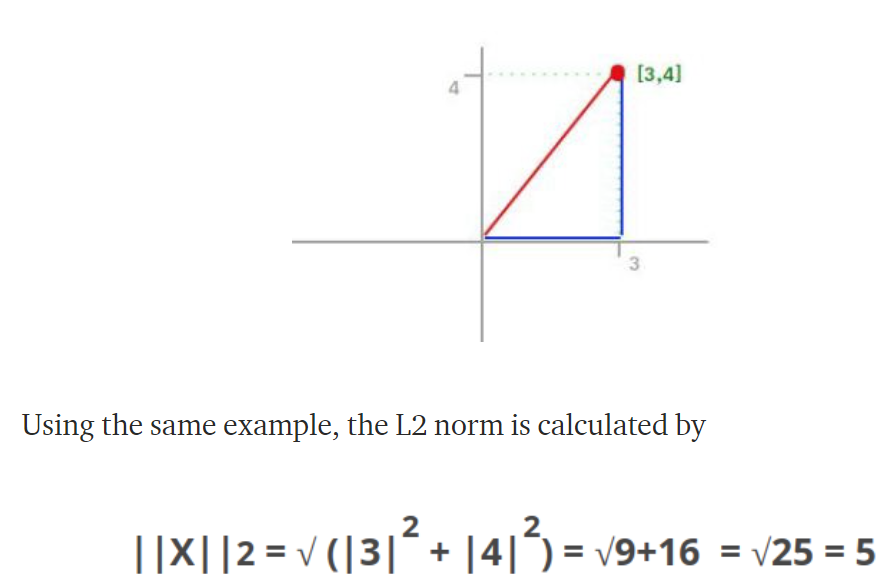 4
[3,4]
3
Using the same example, the L2 norm is calculated by
||X||2 = √ (|3|² + |4|²) = √9+16 = √25 = 5